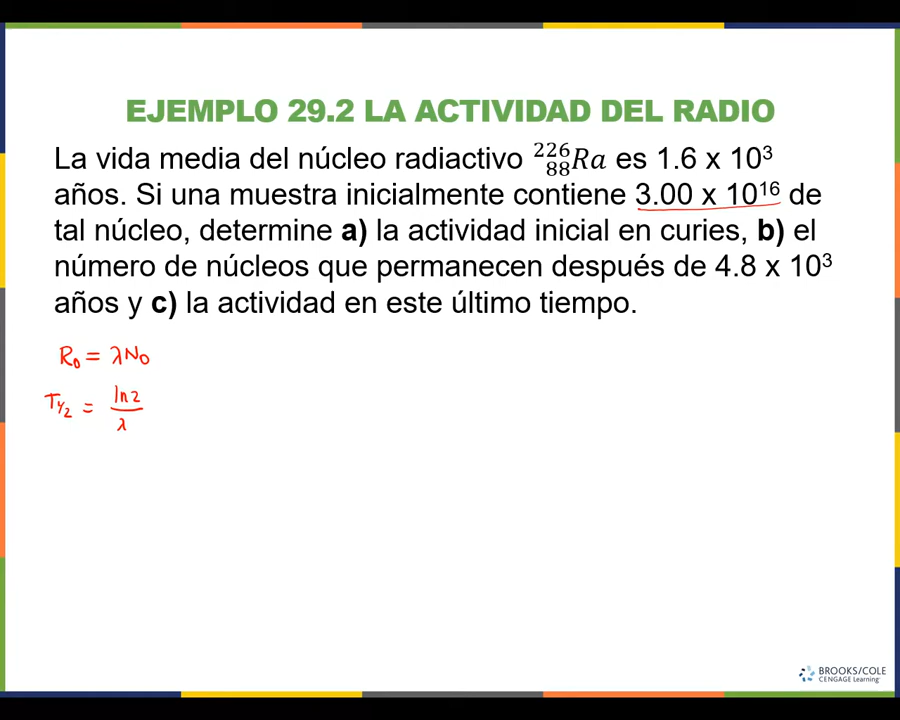 EJEMPLO 29.2 LA ACTIVIDAD DEL RADIO
La vida media del núcleo radiactivo ²²⁶₈₈Ra es 1.6 x 10³
años. Si una muestra inicialmente contiene 3.00 x 10¹⁶ de
tal núcleo, determine a) la actividad inicial en curies, b) el
número de núcleos que permanecen después de 4.8 x 10³
años y c) la actividad en este último tiempo.
R₀ = λN₀
T½ = ln2/λ
BROOKS/COLE
CENGAGE Learning